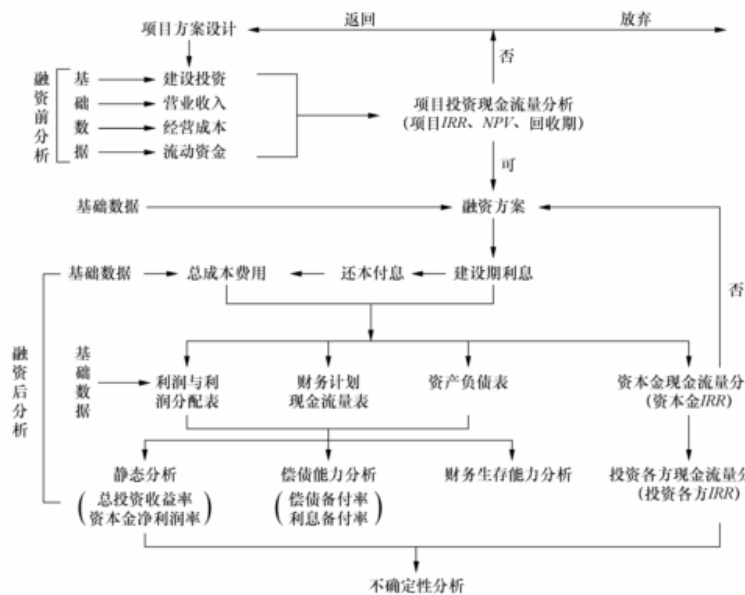 返回
放弃
项目方案设计
否
融资前分析
基础数据
建设投资
营业收入
经营成本
流动资金
项目投资现金流量分析
(项目IRR、NPV、回收期)
可
基础数据
融资方案
基础数据
总成本费用
还本付息
建设期利息
否
融资后分析
基础数据
利润与利
润分配表
财务计划
现金流量表
资产负债表
资本金现金流量分
(资本金IRR)
静态分析
(总投资收益率
资本金净利润率)
偿债能力分析
(偿债备付率
利息备付率)
财务生存能力分析
投资各方现金流量分
(投资各方IRR)
不确定性分析